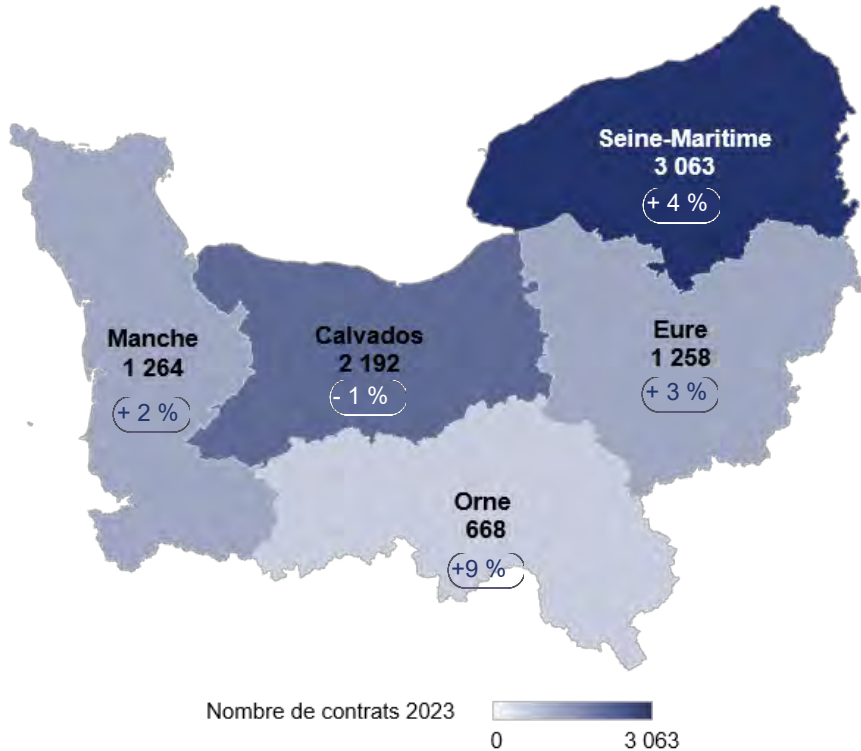 Seine-Maritime
3 063
+ 4 %
Manche
1 264
+ 2 %
Calvados
2 192
- 1 %
Eure
1 258
+ 3 %
Orne
668
+9 %
Nombre de contrats 2023
0
3 063